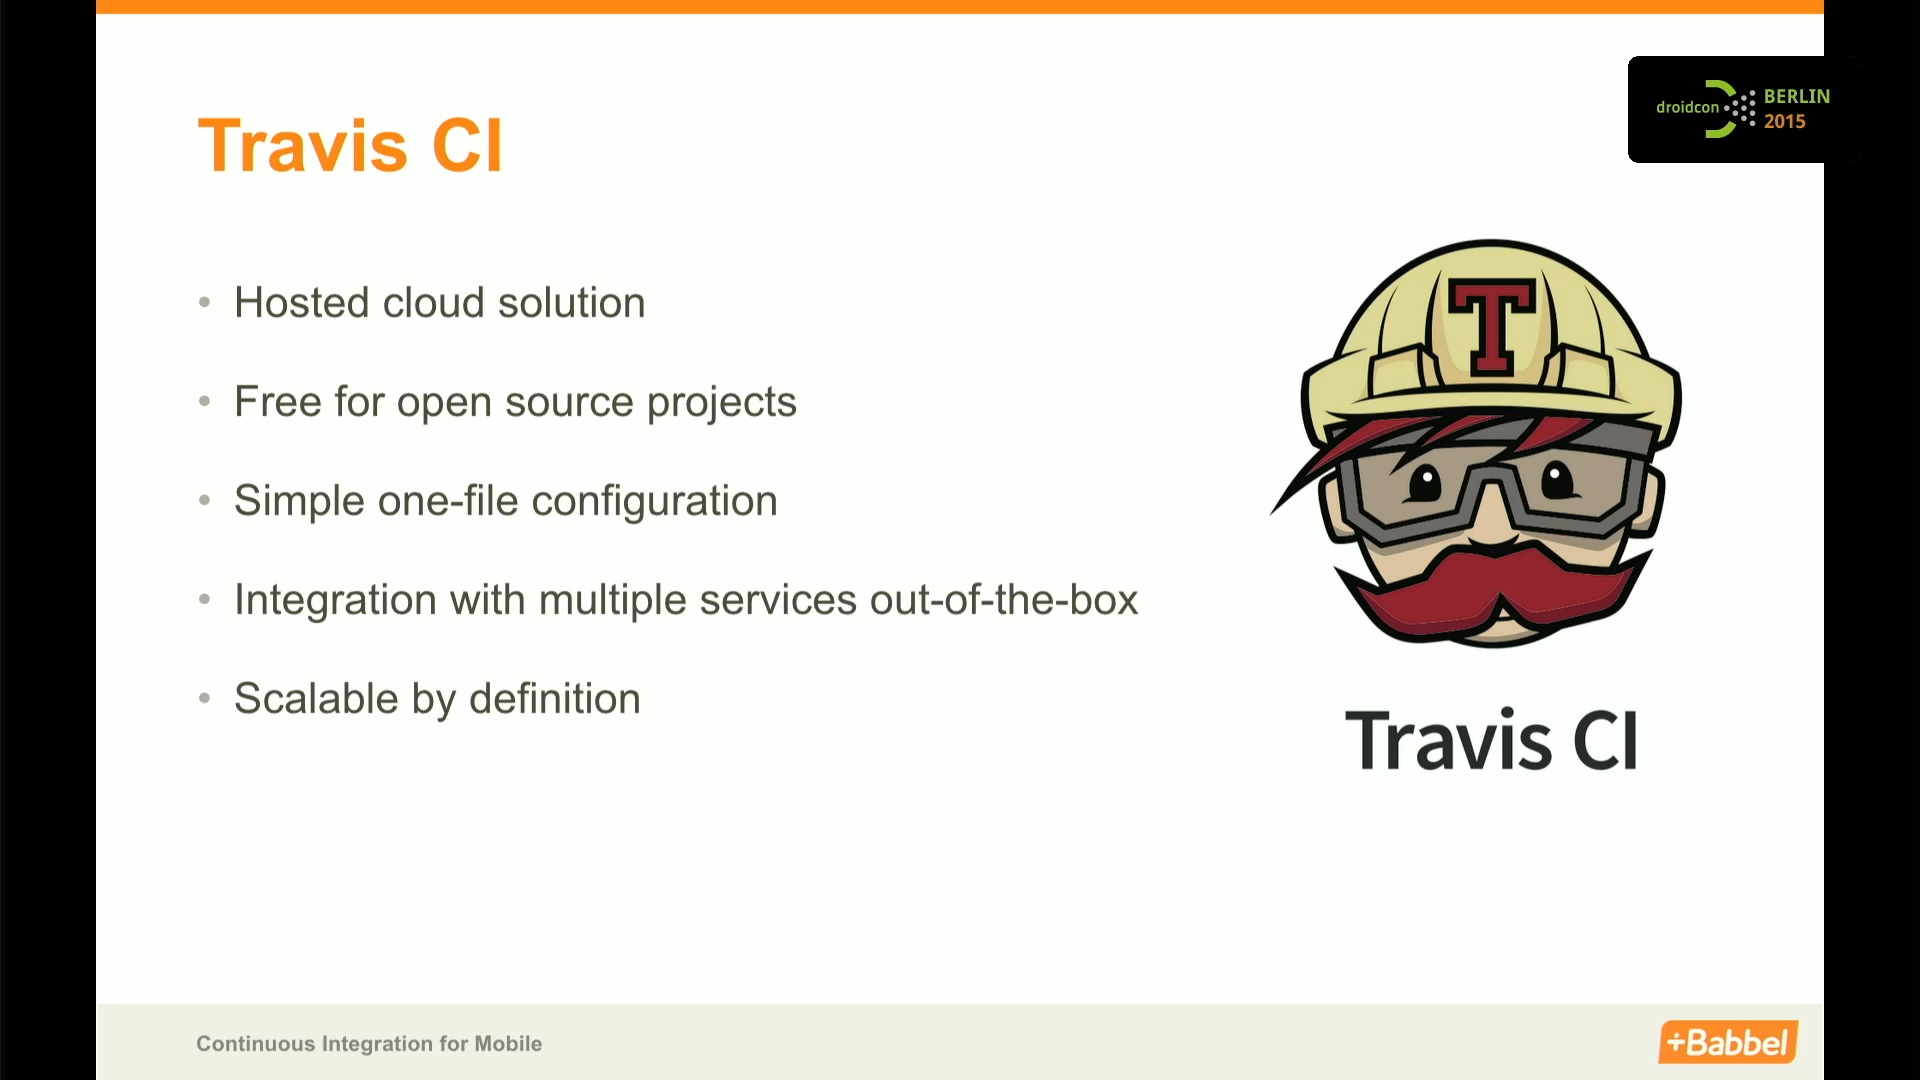 Travis CI
droidcon BERLIN
2015
• Hosted cloud solution
• Free for open source projects
• Simple one-file configuration
• Integration with multiple services out-of-the-box
• Scalable by definition
T
Travis CI
Continuous Integration for Mobile
+Babbel